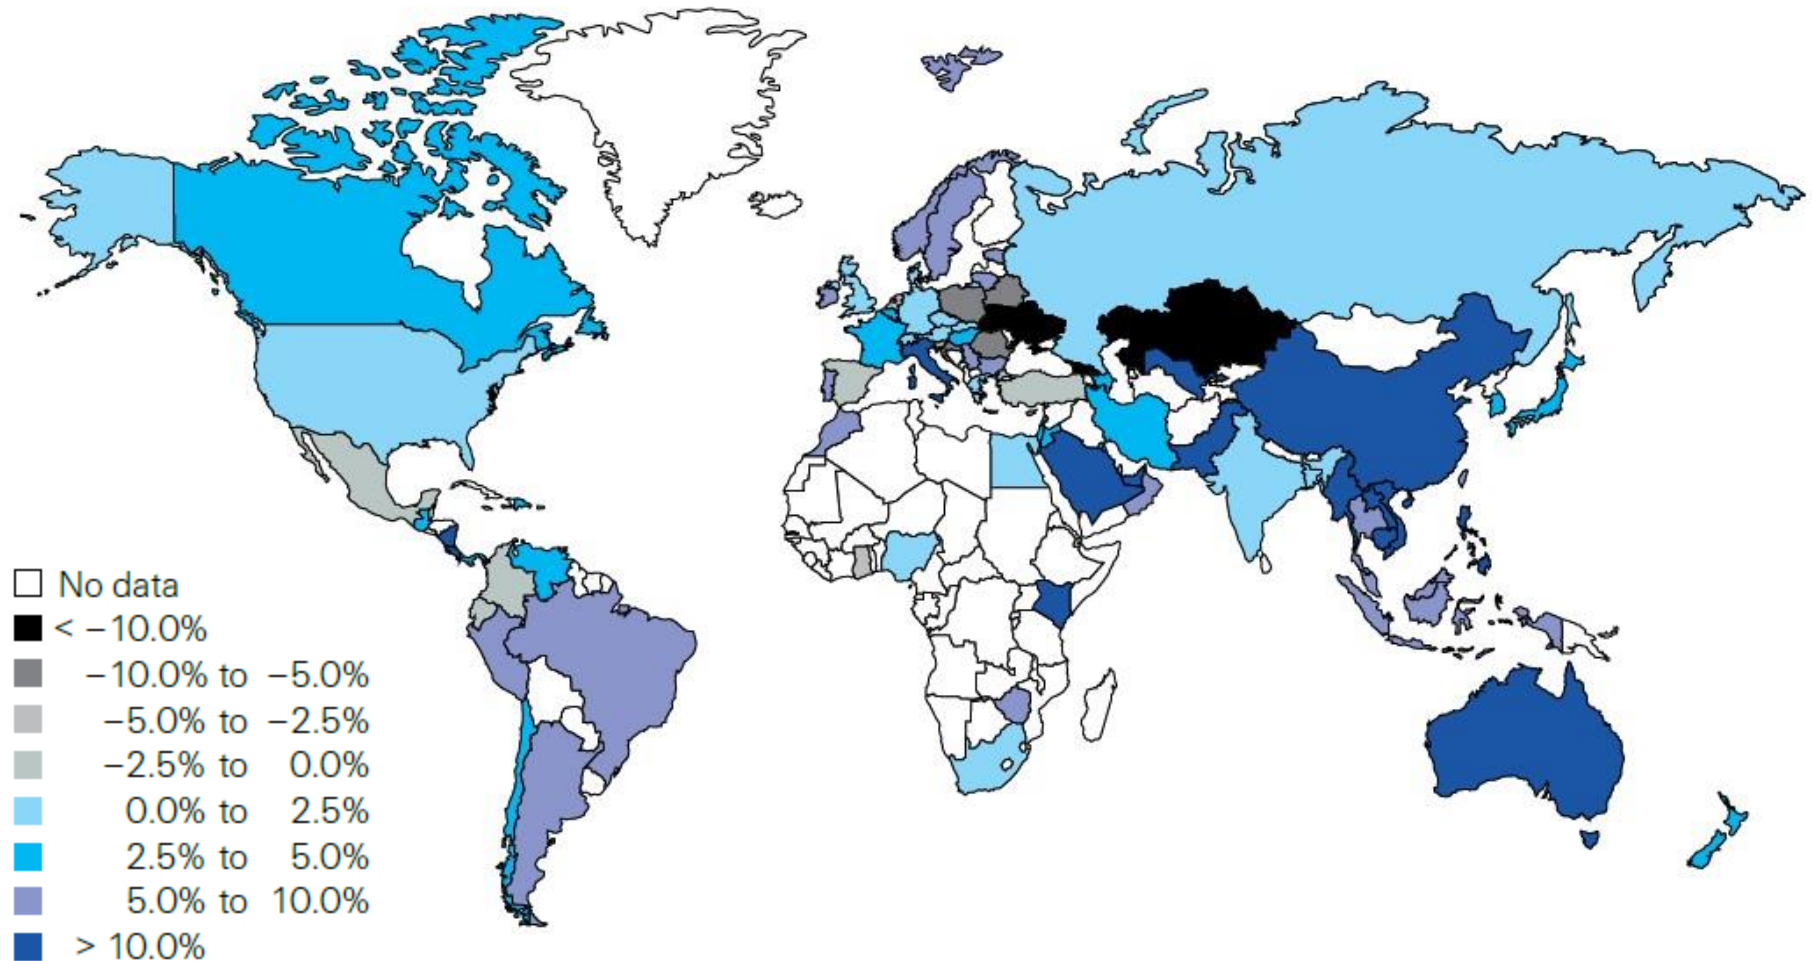 No data
< −10.0%
−10.0% to −5.0%
−5.0% to −2.5%
−2.5% to 0.0%
0.0% to 2.5%
2.5% to 5.0%
5.0% to 10.0%
> 10.0%